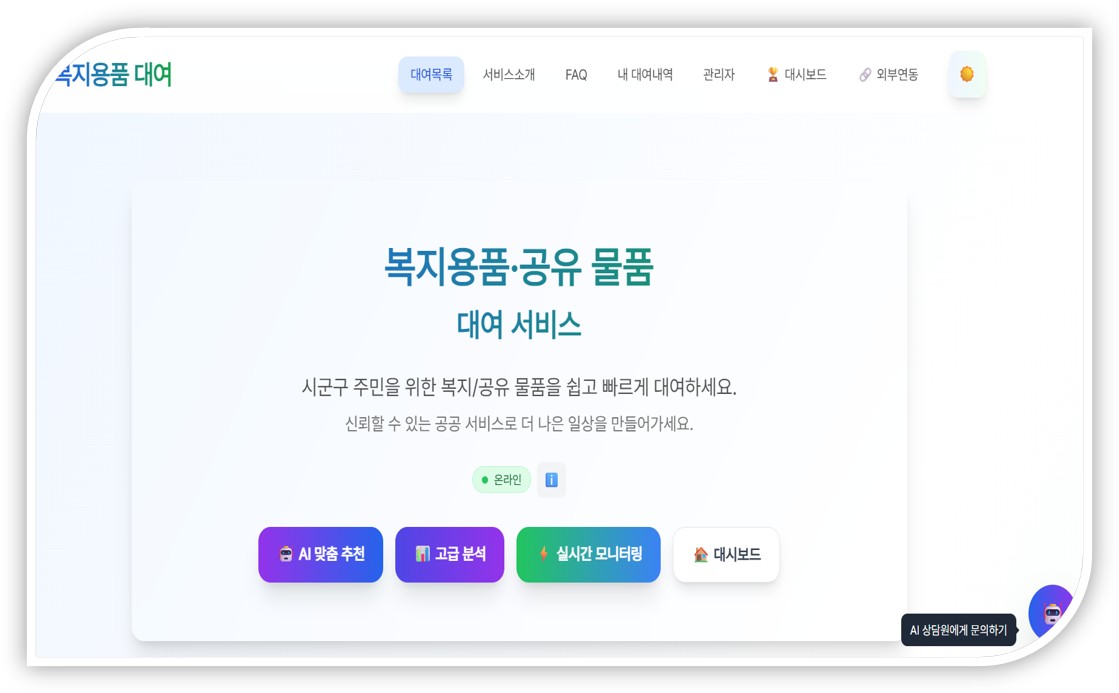 복지용품 대여
대여목록 서비스소개 FAQ 내 대여내역 관리자 대시보드 외부연동
복지용품·공유 물품
대여 서비스
시군구 주민을 위한 복지/공유 물품을 쉽고 빠르게 대여하세요.
신뢰할 수 있는 공공 서비스로 더 나은 일상을 만들어가세요.
온라인
AI 맞춤 추천 고급 분석 실시간 모니터링 대시보드
AI 상담원에게 문의하기